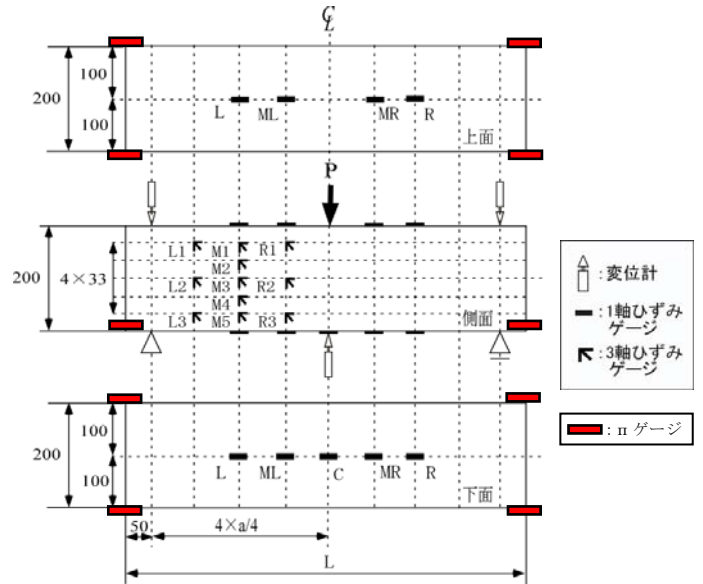 ℄
100
200
100
L
ML
MR
R
上面
P
200
4×33
L1
M1
R1
M2
L2
M3
R2
M4
L3
M5
R3
側面
:変位計
:1軸ひずみ
ゲージ
:3軸ひずみ
ゲージ
:π ゲージ
100
200
100
L
ML
C
MR
R
下面
50
4×a/4
L